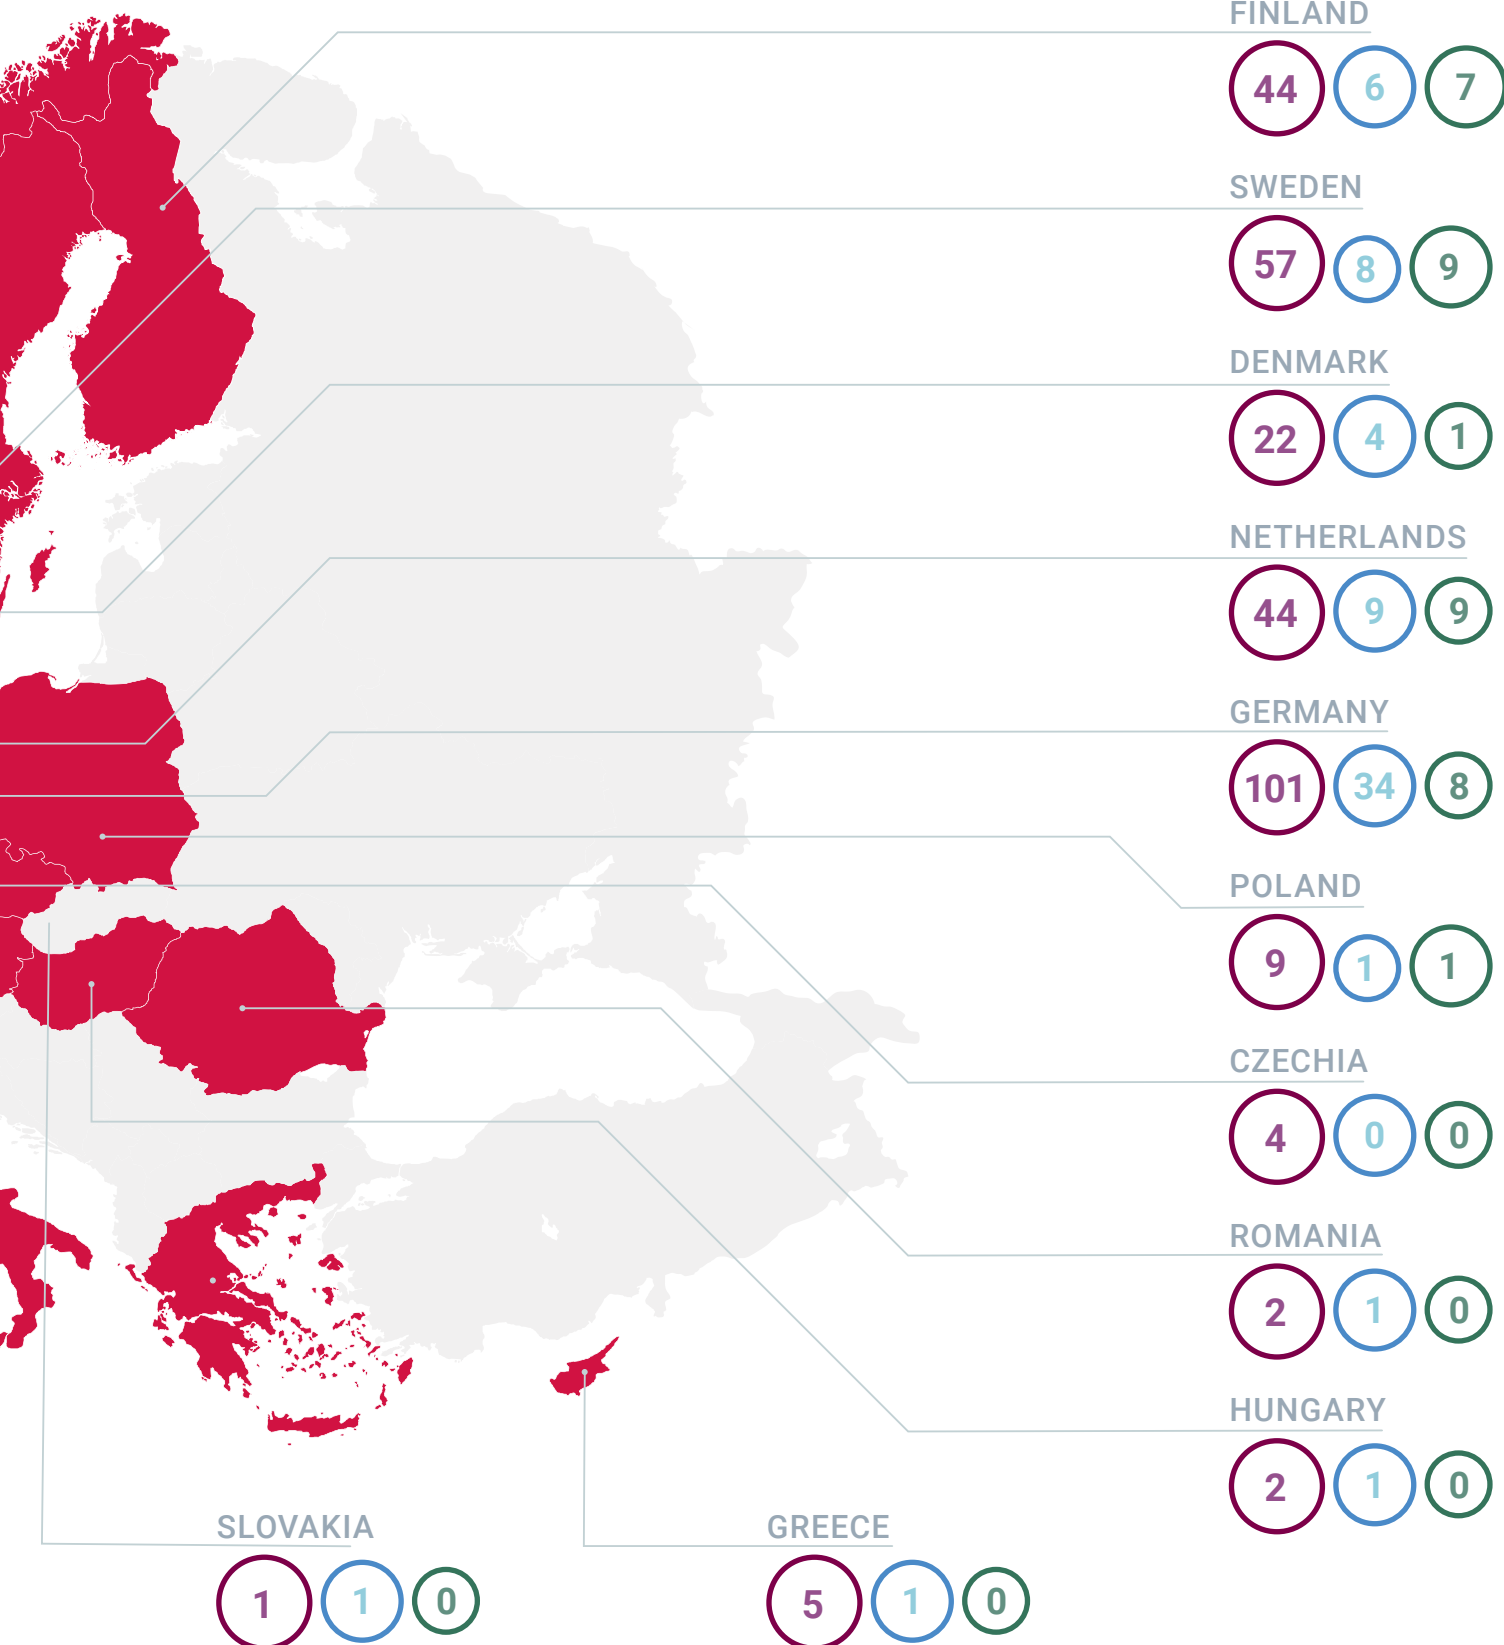 FINLAND
44 6 7
SWEDEN
57 8 9
DENMARK
22 4 1
NETHERLANDS
44 9 9
GERMANY
101 34 8
POLAND
9 1 1
CZECHIA
4 0 0
ROMANIA
2 1 0
HUNGARY
2 1 0
SLOVAKIA
1 1 0
GREECE
5 1 0